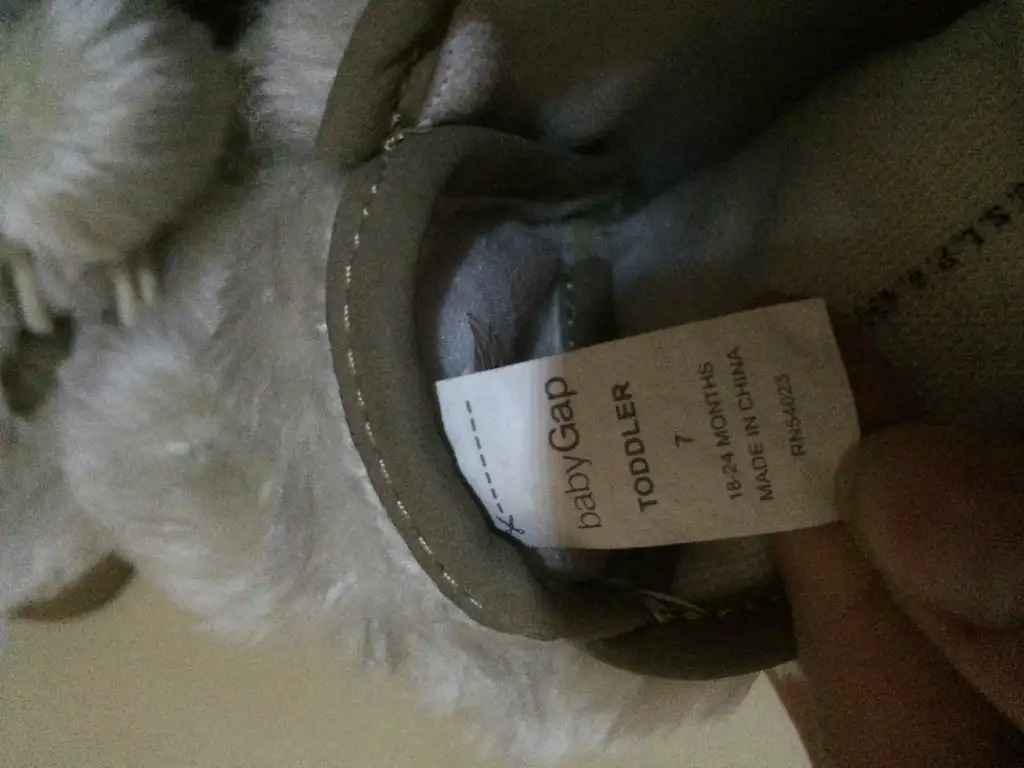 babyGap
TODDLER
7
18-24 MONTHS
MADE IN CHINA
RN54023